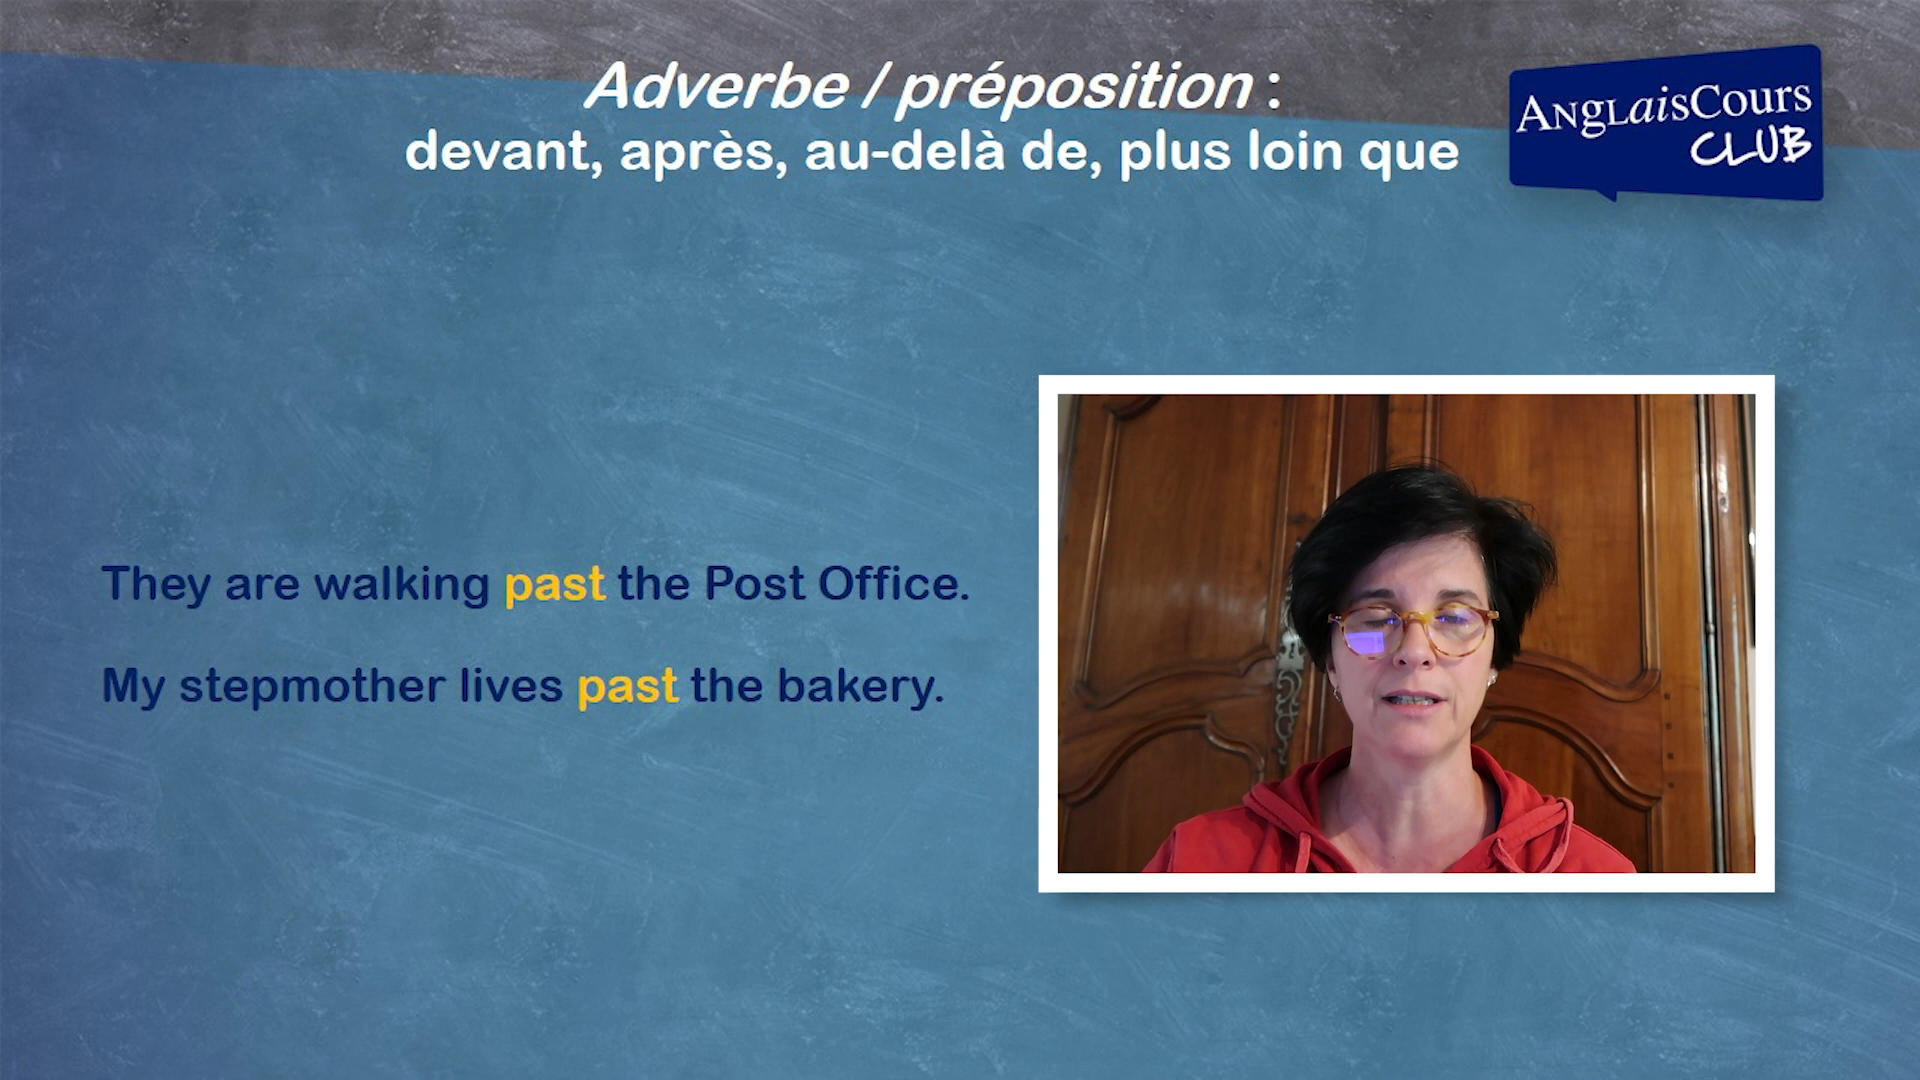 Adverbe / préposition :
devant, après, au-delà de, plus loin que
AnglaisCours
CLUB
They are walking past the Post Office.
My stepmother lives past the bakery.